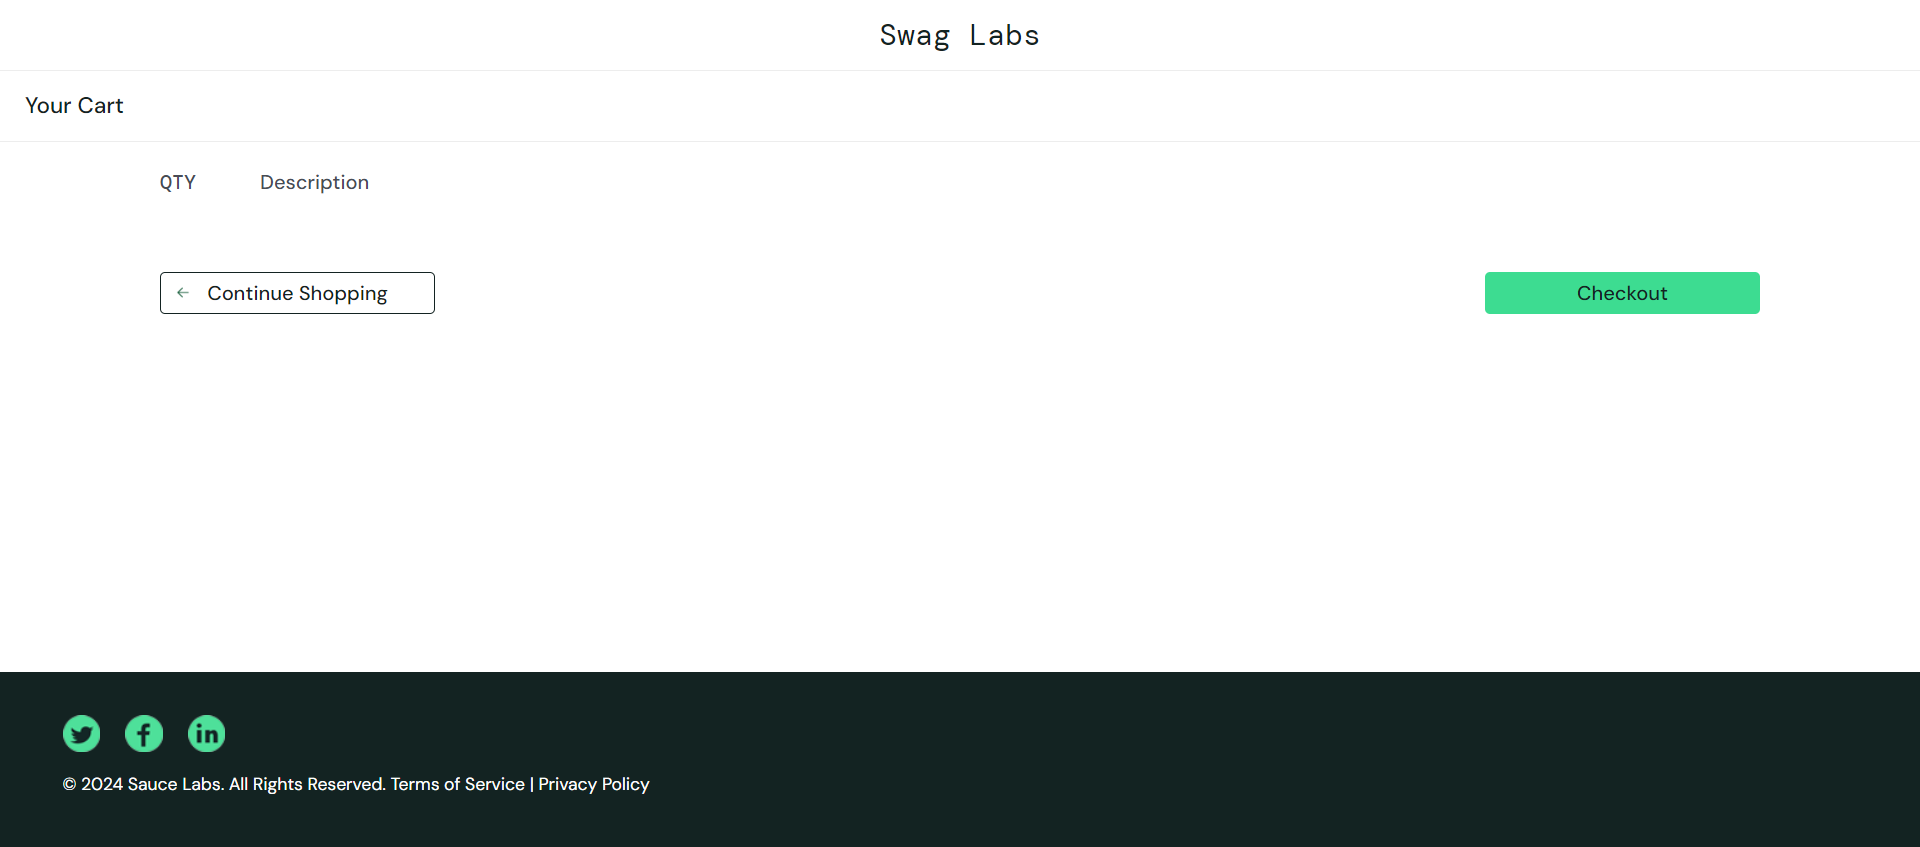 Swag Labs
Your Cart
QTY Description
Continue Shopping
Checkout
© 2024 Sauce Labs. All Rights Reserved. Terms of Service | Privacy Policy